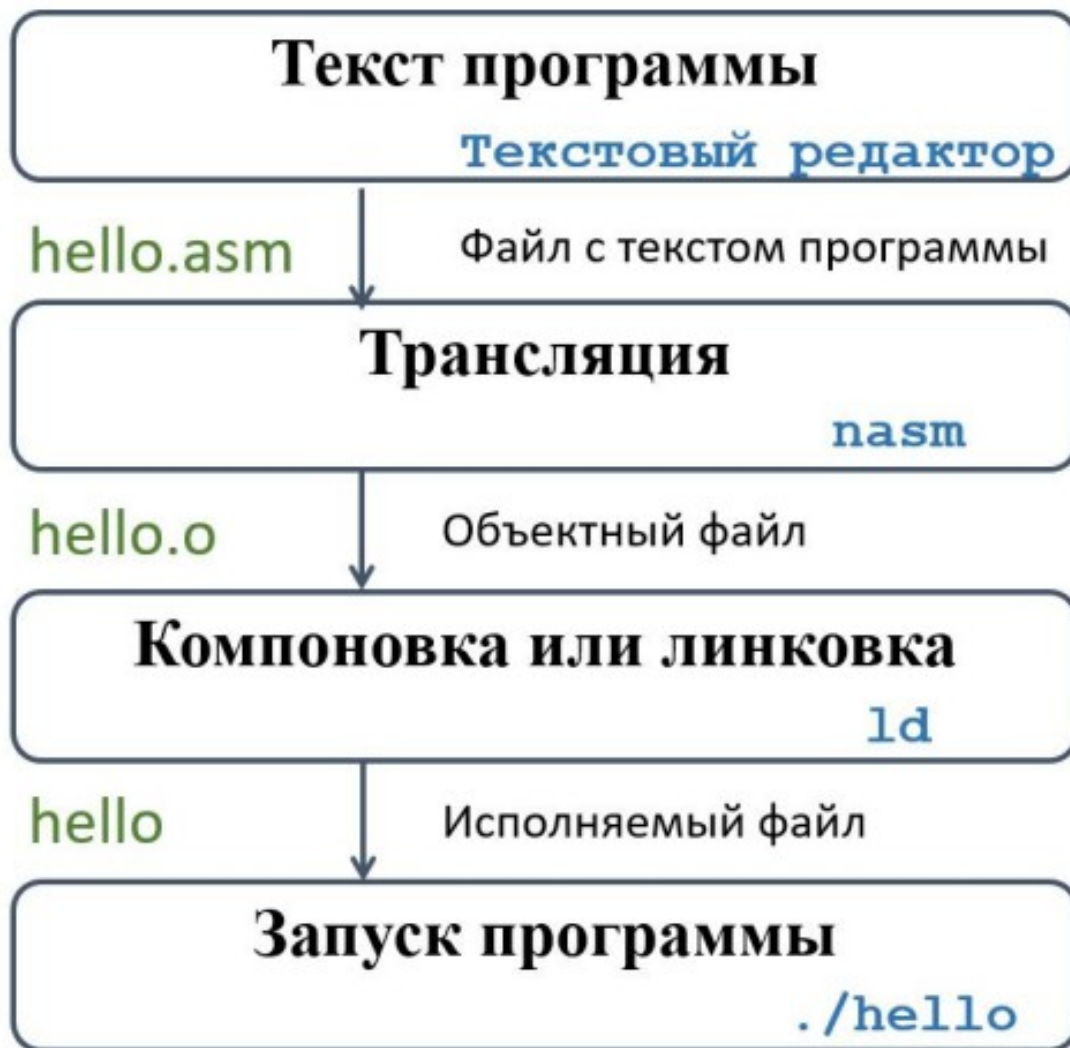 Текст программы
Текстовый редактор
hello.asm
Файл с текстом программы
Трансляция
nasm
hello.o
Объектный файл
Компоновка или линковка
ld
hello
Исполняемый файл
Запуск программы
./hello